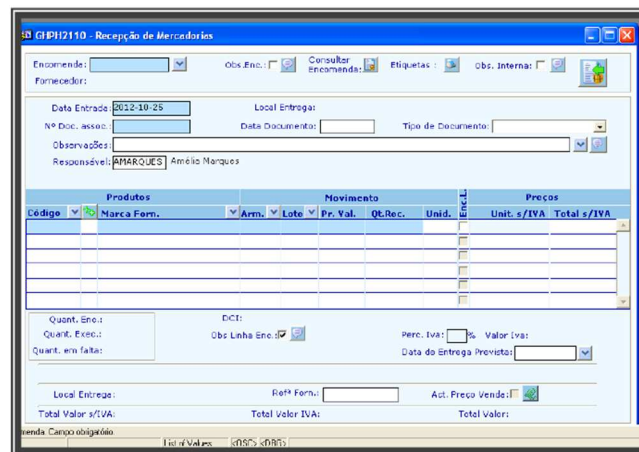 GHPH2110 - Recepção de Mercadorias
Encomenda: Obs.Enc.: Consultar Encomenda: Etiquetas : Obs. Interna:
Fornecedor:
Data Entrada: 2012-10-25 Local Entrega:
Nº Doc. assoc.: Data Documento: Tipo de Documento:
Observações:
Responsável: AMARQUES Amélia Marques
Produtos Movimento Enc.L. Preços
Código Marca Forn. Arm. Lote Pr. Val. Qt.Rec. Unid. Unit. s/IVA Total s/IVA
Quant. Enc.: DCI:
Quant. Exec.: Obs Linha Enc.: Perc. Iva: % Valor Iva:
Quant. em falta: Data de Entrega Prevista:
Local Entrega: Refª Forn.: Act. Preço Venda:
Total Valor s/IVA: Total Valor IVA: Total Valor:
menda. Campo obrigatório.
List of Values <OSC> <DBG>